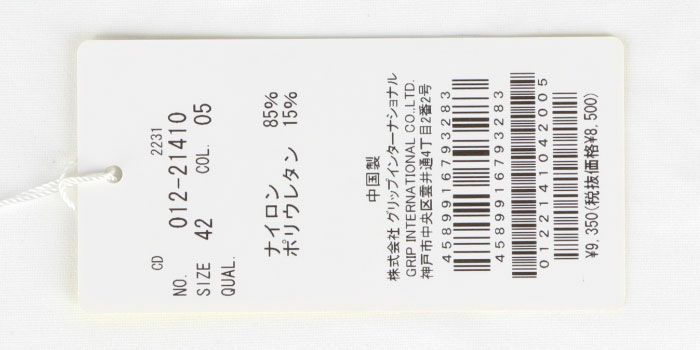 CD 2231
NO. 012-21410
SIZE 42 COL. 05
QUAL.
ナイロン 85%
ポリウレタン 15%
中国製
株式会社 グリップインターナショナル
GRIP INTERNATIONAL CO.,LTD.
神戸市中央区雲井通4丁目2番2号
4589916793283
4589916793283
0122141042005
¥9,350(税抜価格¥8,500)